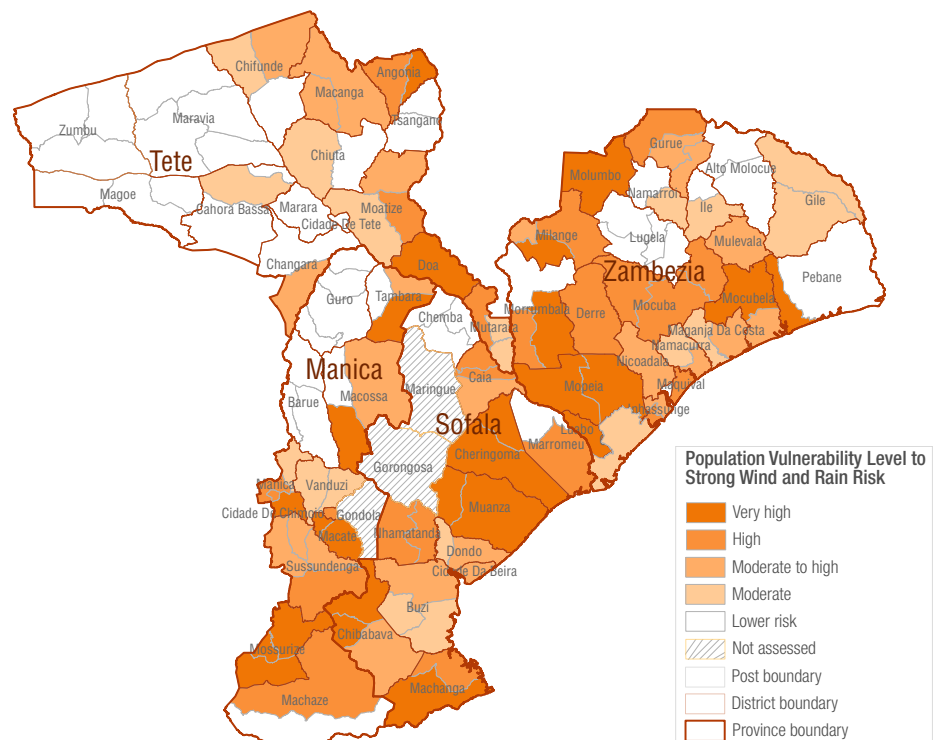 Chifunde
Angonia
Macanga
Zumbu
Maravia
Tsangano
Tete
Chiuta
Magoe
Cahora Bassa
Marara
Moatize
Cidade De Tete
Changara
Doa
Guro
Tambara
Chemba
Mutarara
Manica
Macossa
Maringue
Caia
Barue
Sofala
Cheringoma
Gorongosa
Manica
Vanduzi
Cidade De Chimoio
Gondola
Muanza
Macate
Nhamatanda
Dondo
Sussundenga
Cidade Da Beira
Buzi
Chibabava
Mossurize
Machaze
Machanga
Gurue
Molumbo
Alto Molocue
Namarroi
Ile
Gile
Milange
Lugela
Mulevala
Zambezia
Pebane
Morrumbala
Derre
Mocuba
Mocubela
Maganja Da Costa
Namacurra
Nicoadala
Mopeia
Maquival
Luabo
Marromeu
Population Vulnerability Level to
Strong Wind and Rain Risk
Very high
High
Moderate to high
Moderate
Lower risk
Not assessed
Post boundary
District boundary
Province boundary